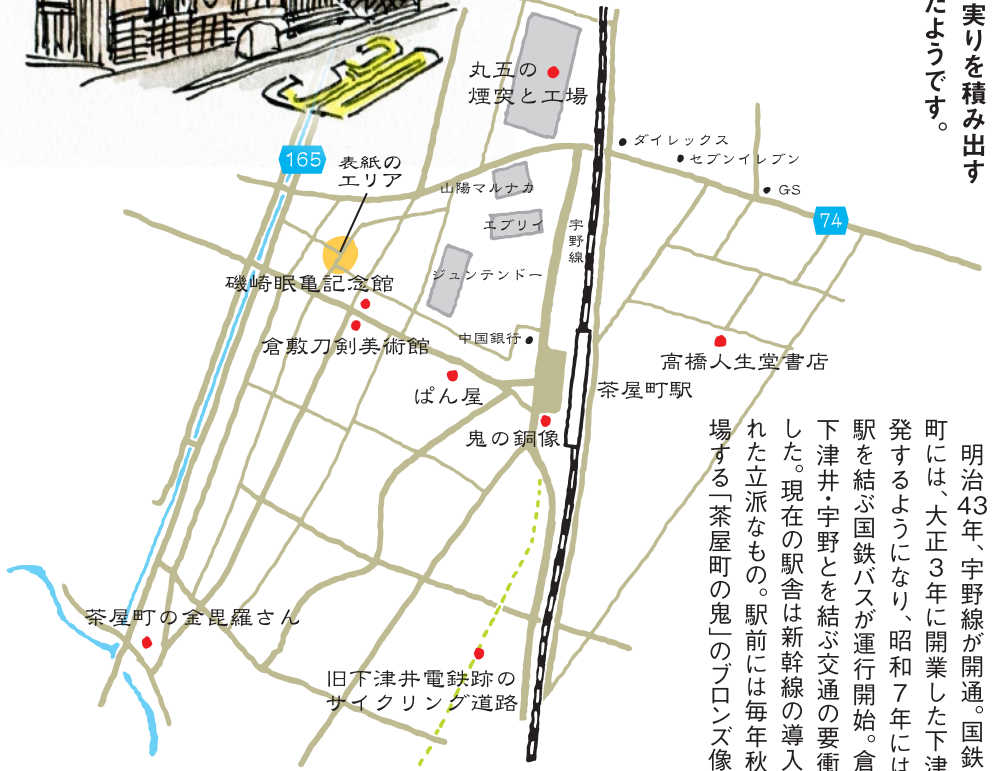 実りを積み出す
たようです。
丸五の
煙突と工場
ダイレックス
セブンイレブン
GS
165
表紙の
エリア
山陽マルナカ
エブリイ
宇野線
74
ジュンテンドー
磯崎眠亀記念館
倉敷刀剣美術館
中国銀行
高橋人生堂書店
ぱん屋
茶屋町駅
鬼の銅像
明治43年、宇野線が開通。国鉄
町には、大正3年に開業した下津
発するようになり、昭和7年には
駅を結ぶ国鉄バスが運行開始。倉
下津井・宇野とを結ぶ交通の要衝
した。現在の駅舎は新幹線の導入
れた立派なもの。駅前には毎年秋
場する「茶屋町の鬼」のブロンズ像
茶屋町の金毘羅さん
旧下津井電鉄跡の
サイクリング道路